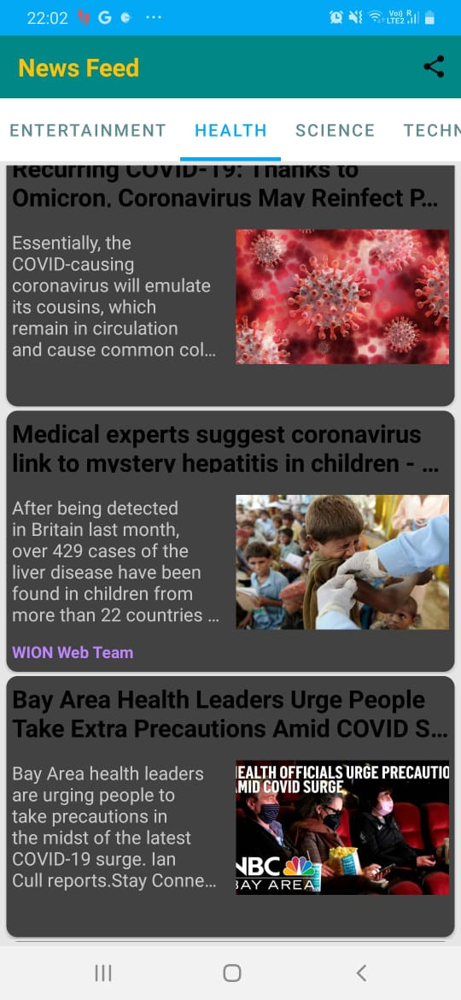 22:02
G
Vo))
R
LTE2
News Feed
ENTERTAINMENT HEALTH SCIENCE TECHN
Recurring COVID-19: Thanks to
Omicron, Coronavirus May Reinfect P...
Essentially, the
COVID-causing
coronavirus will emulate
its cousins, which
remain in circulation
and cause common col...
Medical experts suggest coronavirus
link to mystery hepatitis in children - ...
After being detected
in Britain last month,
over 429 cases of the
liver disease have been
found in children from
more than 22 countries ...
WION Web Team
Bay Area Health Leaders Urge People
Take Extra Precautions Amid COVID S...
Bay Area health leaders
are urging people to
take precautions in
the midst of the latest
COVID-19 surge. Ian
Cull reports.Stay Conne...
EALTH OFFICIALS URGE PRECAUTIO
MID COVID SURGE
NBC
BAY AREA